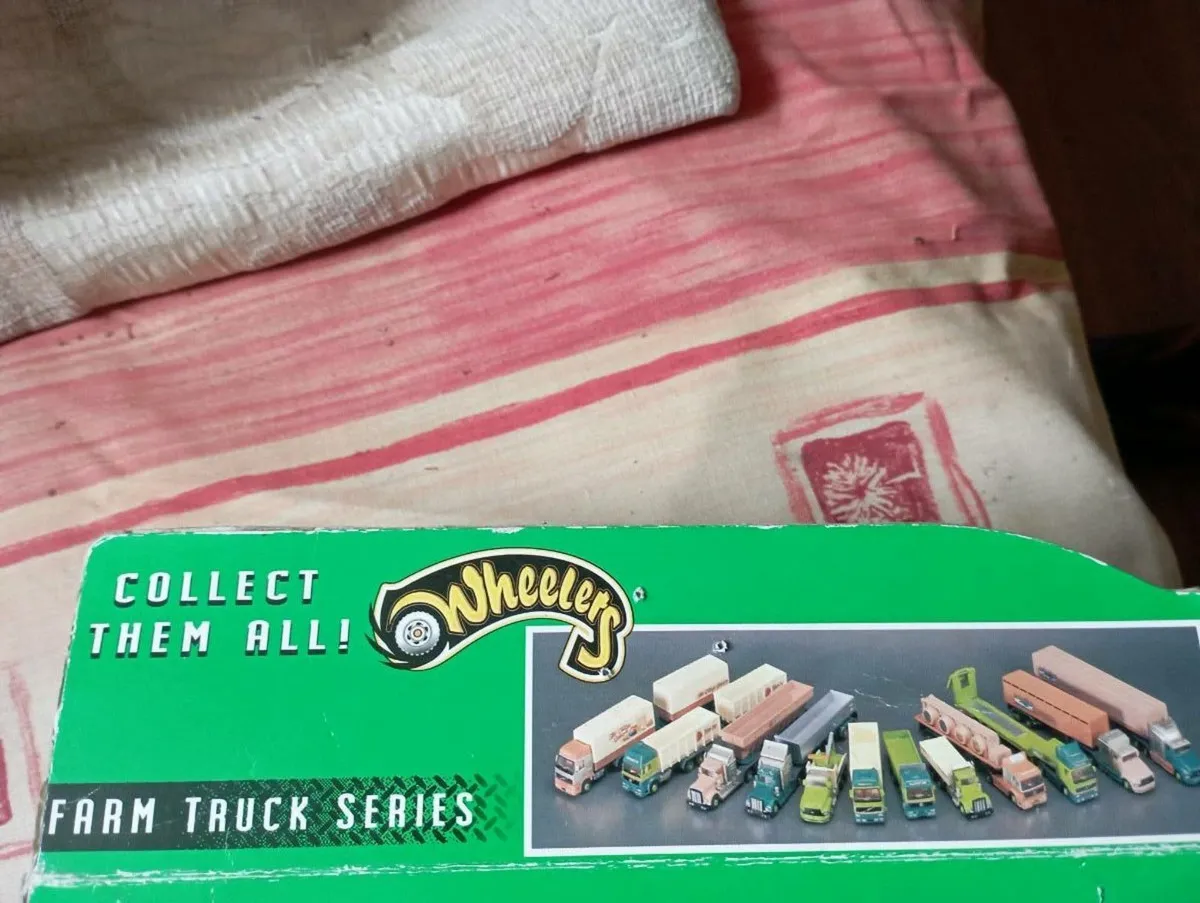 COLLECT
THEM ALL!
Wheelers
FARM TRUCK SERIES